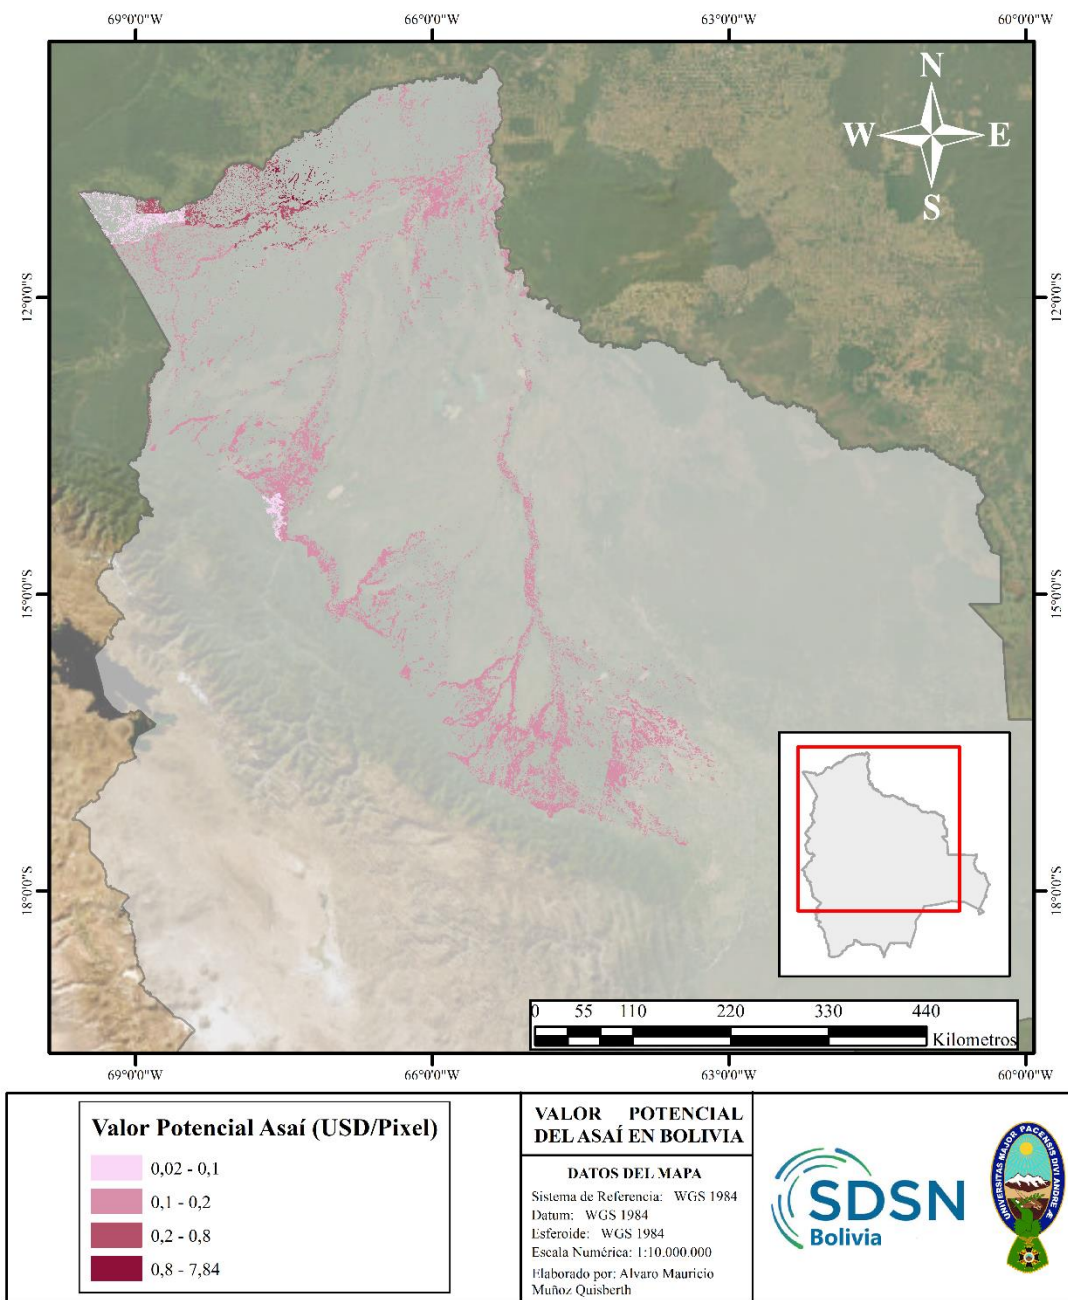 69°0'0"W 66°0'0"W 63°0'0"W 60°0'0"W
N
W E
S
12°0'0"S 12°0'0"S
15°0'0"S 15°0'0"S
18°0'0"S 18°0'0"S
0 55 110 220 330 440
Kilometros
69°0'0"W 66°0'0"W 63°0'0"W 60°0'0"W
Valor Potencial Asaí (USD/Pixel)
0,02 - 0,1
0,1 - 0,2
0,2 - 0,8
0,8 - 7,84
VALOR POTENCIAL
DEL ASAÍ EN BOLIVIA
DATOS DEL MAPA
Sistema de Referencia: WGS 1984
Datum: WGS 1984
Esferoide: WGS 1984
Escala Numérica: 1:10.000.000
Elaborado por: Alvaro Mauricio
Muñoz Quisberth
SDSN
Bolivia
UNIVERSITAS MAJOR PACENSIS DIVI ANDRE Æ